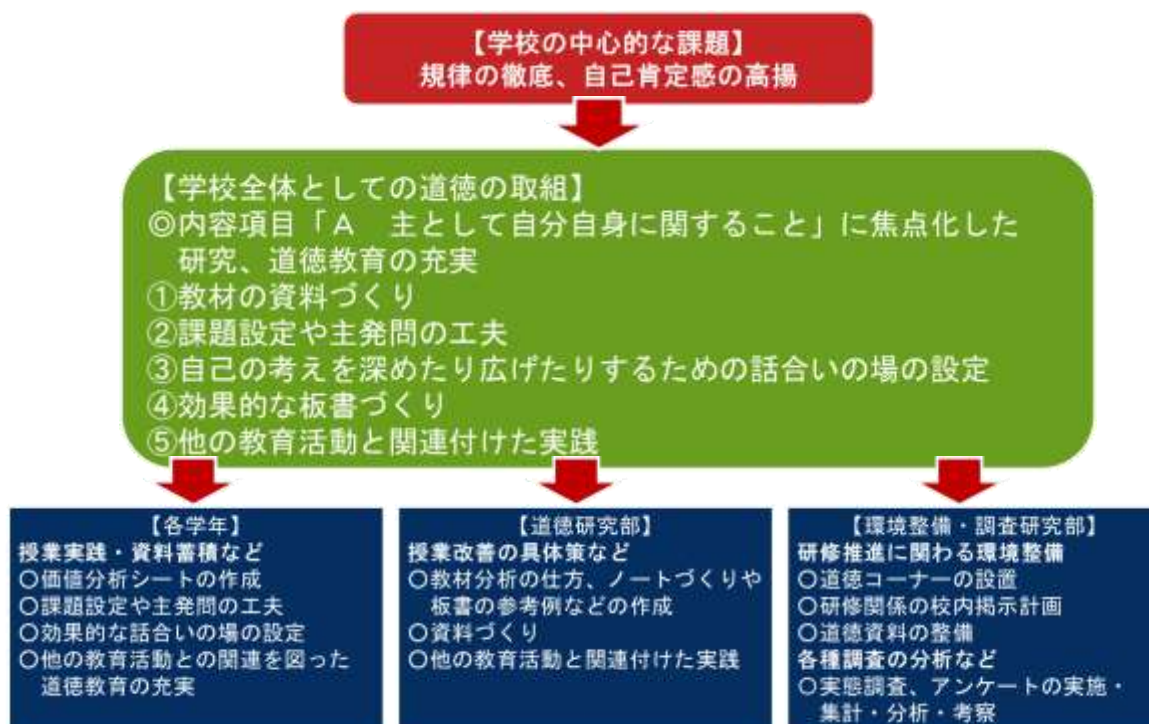 【学校の中心的な課題】
規律の徹底、自己肯定感の高揚
【学校全体としての道徳の取組】
◎内容項目「Ａ　主として自分自身に関すること」に焦点化した
研究、道徳教育の充実
①教材の資料づくり
②課題設定や主発問の工夫
③自己の考えを深めたり広げたりするための話合いの場の設定
④効果的な板書づくり
⑤他の教育活動と関連付けた実践
【各学年】
授業実践・資料蓄積など
○価値分析シートの作成
○課題設定や主発問の工夫
○効果的な話合いの場の設定
○他の教育活動との関連を図った
道徳教育の充実
【道徳研究部】
授業改善の具体策など
○教材分析の仕方、ノートづくりや
板書の参考例などの作成
○資料づくり
○他の教育活動と関連付けた実践
【環境整備・調査研究部】
研修推進に関わる環境整備
○道徳コーナーの設置
○研修関係の校内掲示計画
○道徳資料の整備
各種調査の分析など
○実態調査、アンケートの実施・
集計・分析・考察